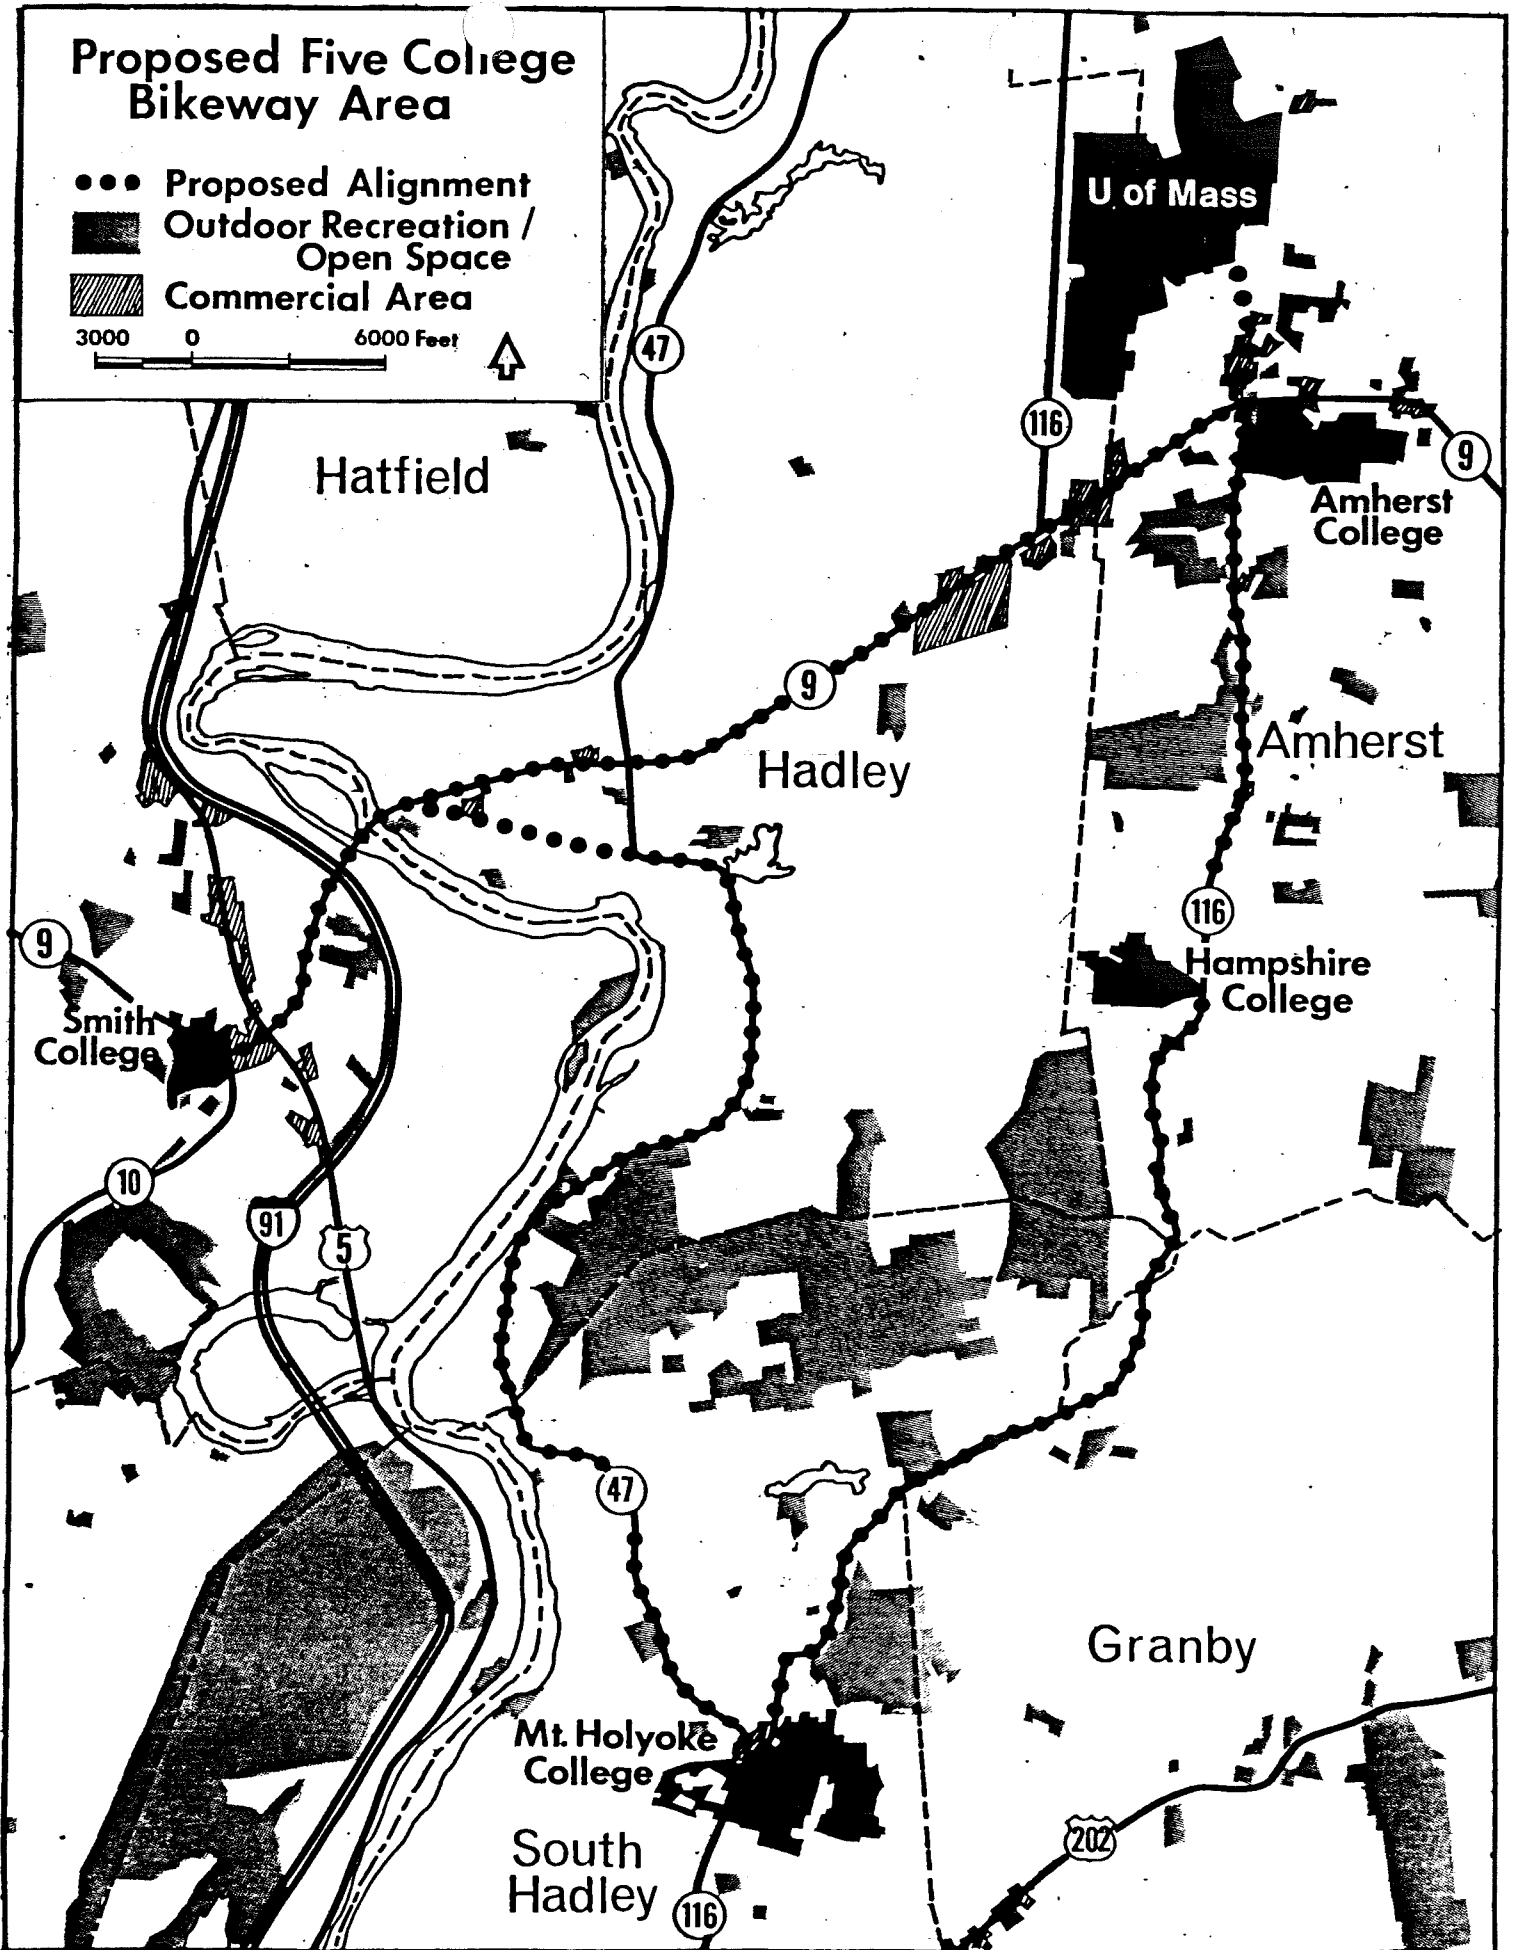 Proposed Five College
Bikeway Area
Proposed Alignment
Outdoor Recreation /
Open Space
Commercial Area
3000 0 6000 Feet
U of Mass
47
116
Hatfield
9
Amherst
College
9
Amherst
Hadley
116
9
Hampshire
College
Smith
College
10
91
5
47
Granby
Mt. Holyoke
College
202
South
Hadley
116